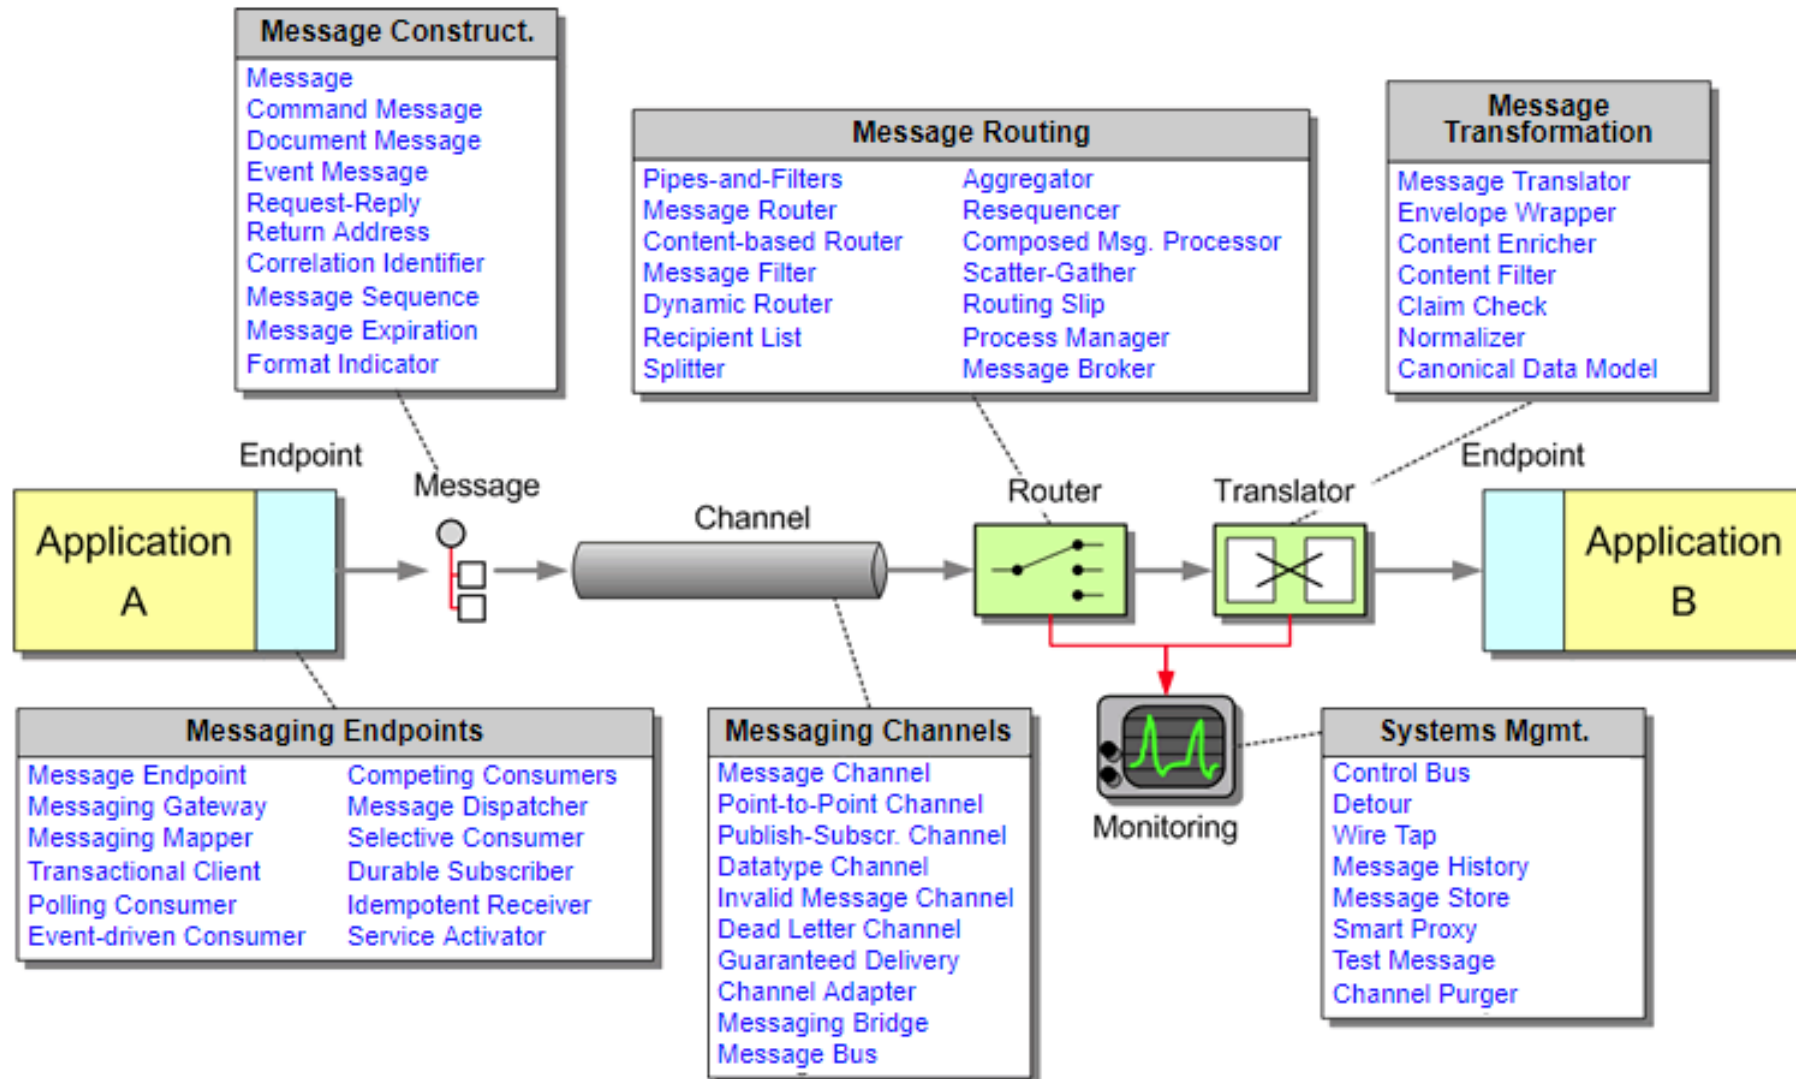 Message Construct.
Message
Command Message
Document Message
Event Message
Request-Reply
Return Address
Correlation Identifier
Message Sequence
Message Expiration
Format Indicator
Message Routing
Pipes-and-Filters
Message Router
Content-based Router
Message Filter
Dynamic Router
Recipient List
Splitter
Aggregator
Resequencer
Composed Msg. Processor
Scatter-Gather
Routing Slip
Process Manager
Message Broker
Message
Transformation
Message Translator
Envelope Wrapper
Content Enricher
Content Filter
Claim Check
Normalizer
Canonical Data Model
Endpoint
Application
A
Message
Channel
Router
Translator
Endpoint
Application
B
Monitoring
Messaging Endpoints
Message Endpoint
Messaging Gateway
Messaging Mapper
Transactional Client
Polling Consumer
Event-driven Consumer
Competing Consumers
Message Dispatcher
Selective Consumer
Durable Subscriber
Idempotent Receiver
Service Activator
Messaging Channels
Message Channel
Point-to-Point Channel
Publish-Subscr. Channel
Datatype Channel
Invalid Message Channel
Dead Letter Channel
Guaranteed Delivery
Channel Adapter
Messaging Bridge
Message Bus
Systems Mgmt.
Control Bus
Detour
Wire Tap
Message History
Message Store
Smart Proxy
Test Message
Channel Purger